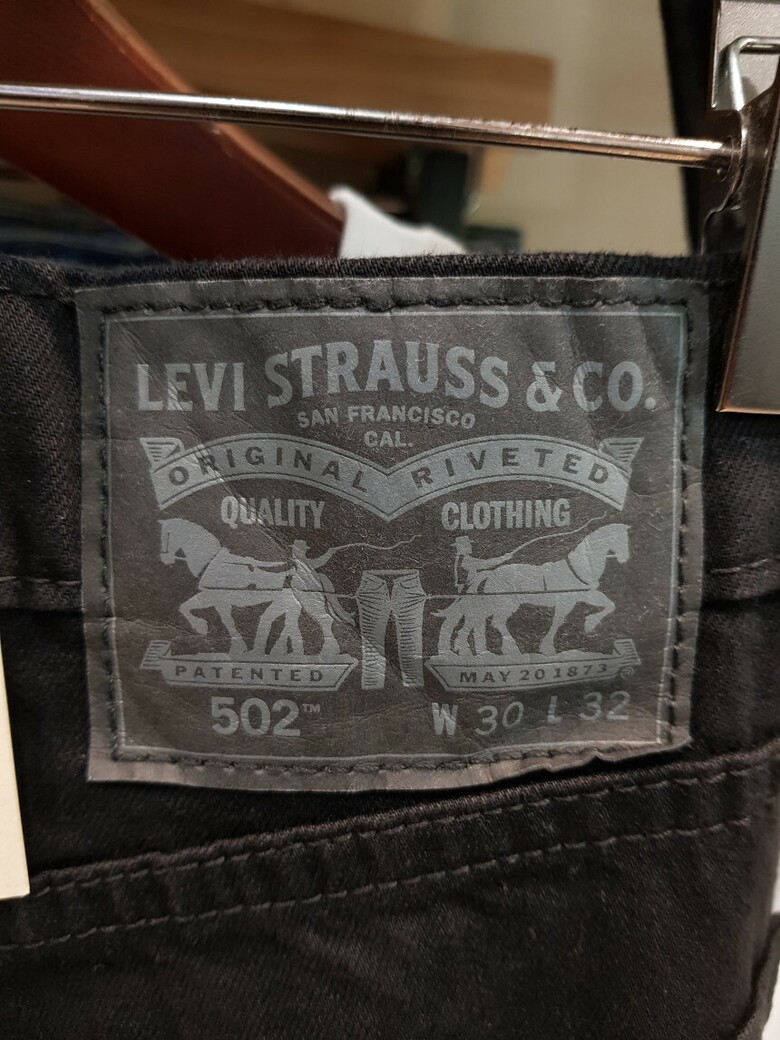 LEVI STRAUSS & CO.
SAN FRANCISCO
CAL.
ORIGINAL RIVETED
QUALITY CLOTHING
PATENTED MAY 20 1873
502™ W 30 L 32